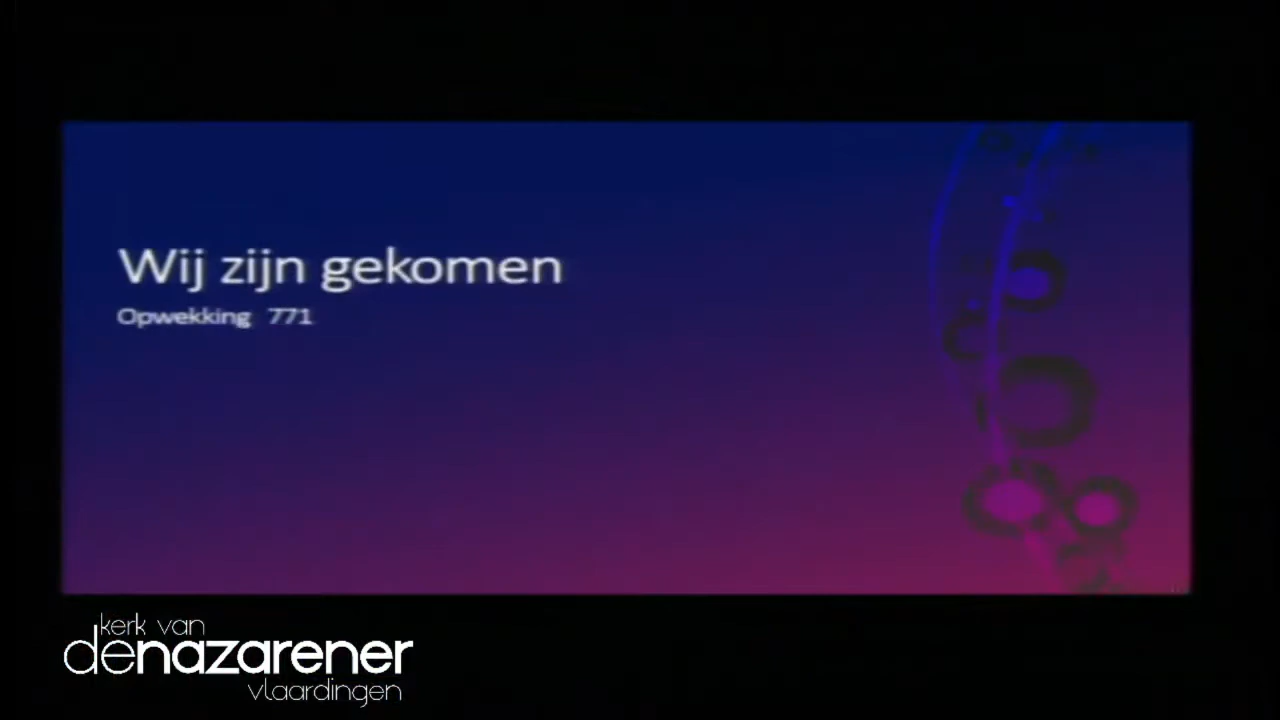 Wij zijn gekomen
Opwekking 771
kerk van
denazarener
vlaardingen